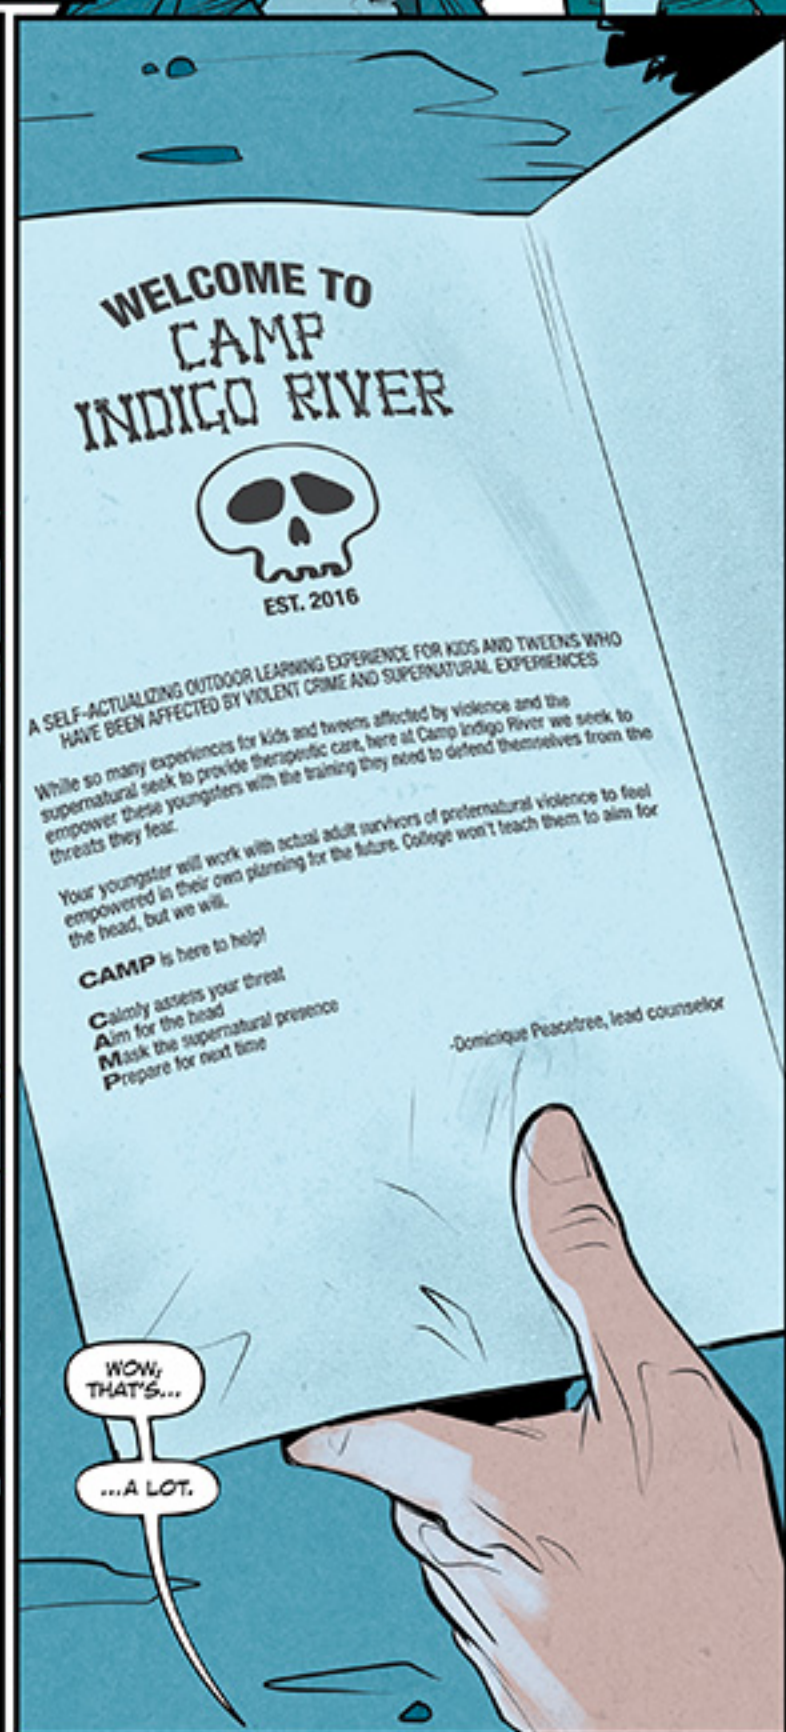 WELCOME TO
CAMP
INDIGO RIVER
EST. 2016
A SELF-ACTUALIZING OUTDOOR LEARNING EXPERIENCE FOR KIDS AND TWEENS WHO
HAVE BEEN AFFECTED BY VIOLENT CRIME AND SUPERNATURAL EXPERIENCES
While so many experiences for kids and tweens affected by violence and the
supernatural seek to provide therapeutic care, here at Camp Indigo River we seek to
empower these youngsters with the training they need to defend themselves from the
threats they fear.
Your youngster will work with actual adult survivors of preternatural violence to feel
empowered in their own planning for the future. College won't teach them to aim for
the head, but we will.
CAMP is here to help!
Calmly assess your threat
Aim for the head
Mask the supernatural presence
Prepare for next time
-Dominique Peacetree, lead counselor
WOW,
THAT'S...
...A LOT.